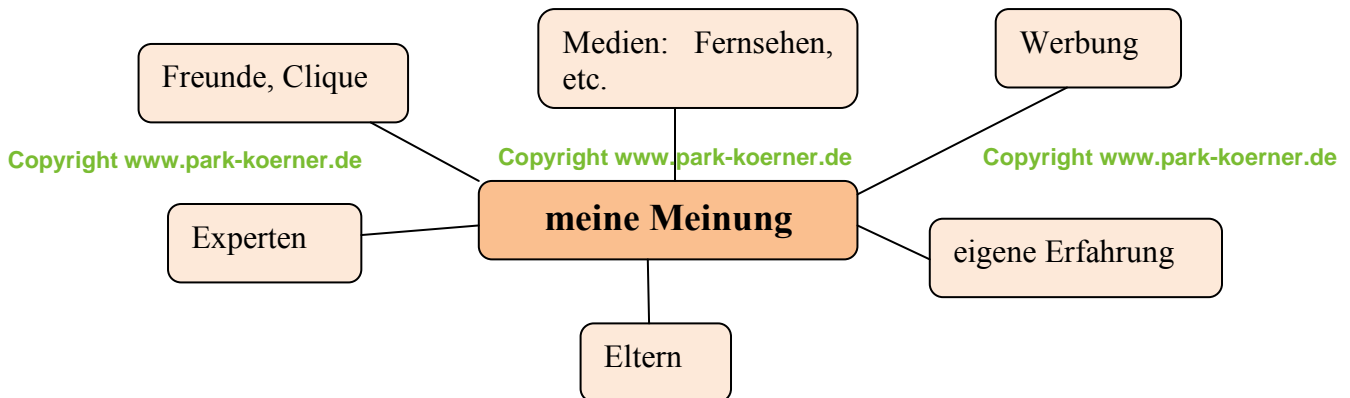 Freunde, Clique
Medien: Fernsehen,
etc.
Werbung
Copyright www.park-koerner.de
Copyright www.park-koerner.de
Copyright www.park-koerner.de
meine Meinung
Experten
eigene Erfahrung
Eltern